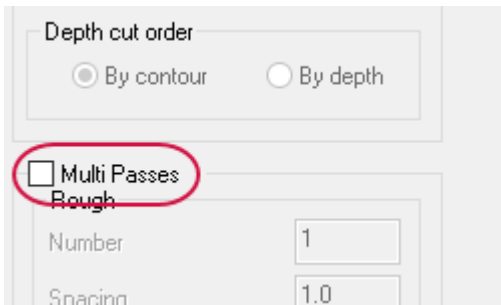 Depth cut order
By contour By depth
Multi Passes
Rough
Number 1
Spacing 1.0